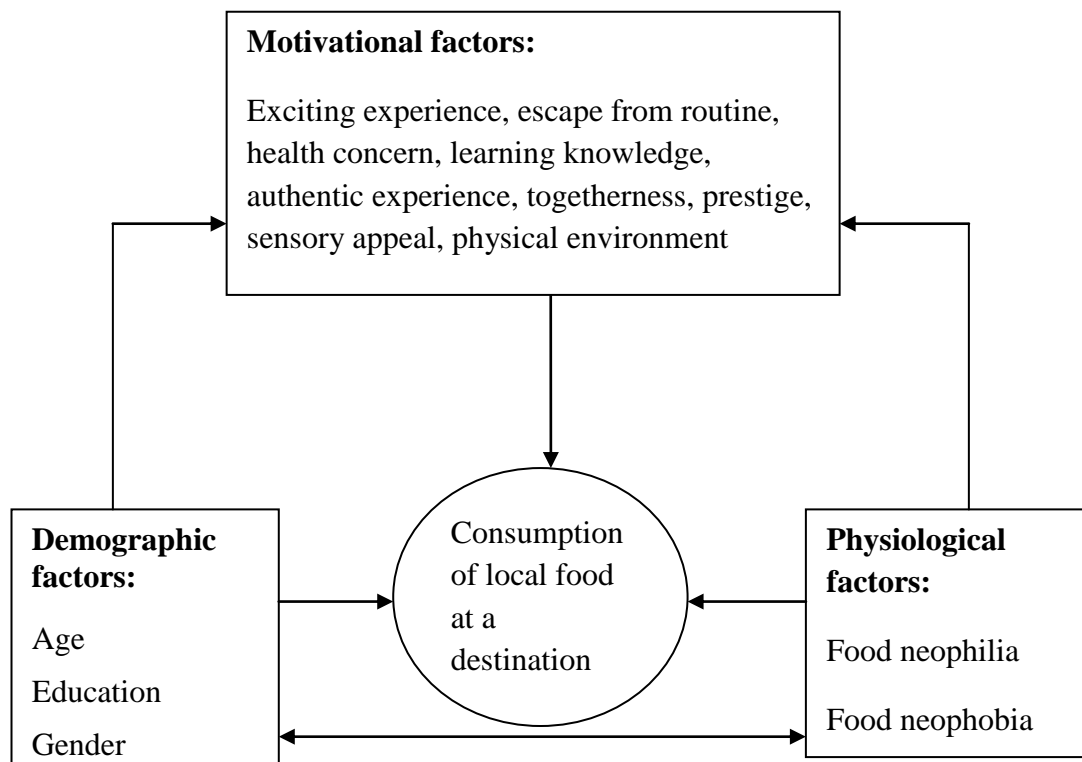 Motivational factors:
Exciting experience, escape from routine,
health concern, learning knowledge,
authentic experience, togetherness, prestige,
sensory appeal, physical environment
Demographic
factors:
Age
Education
Gender
Consumption
of local food
at a
destination
Physiological
factors:
Food neophilia
Food neophobia